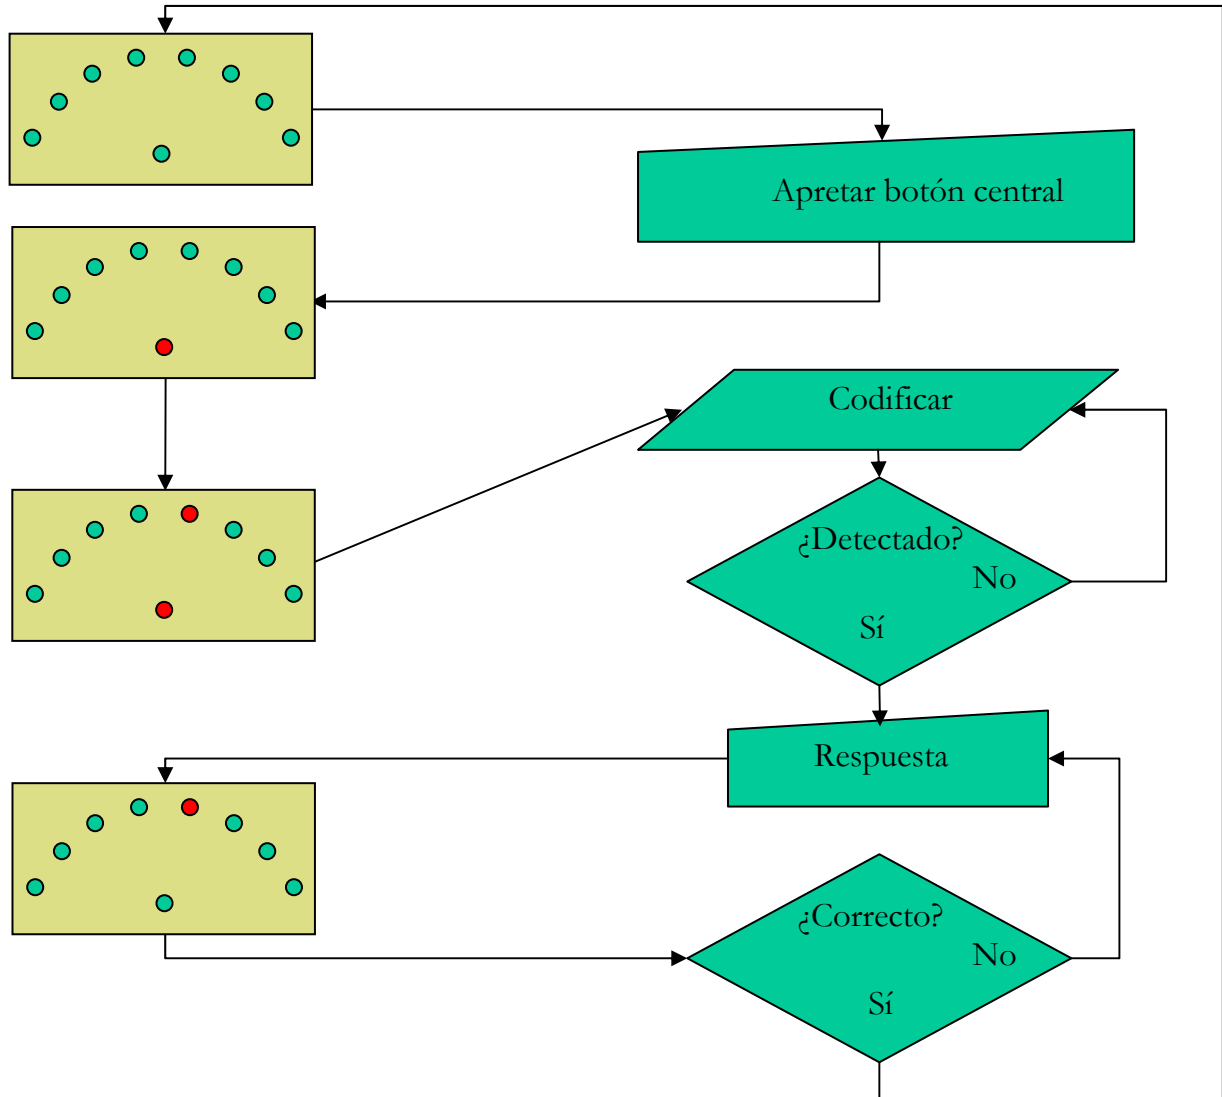 Apretar botón central
Codificar
¿Detectado?
No
Sí
Respuesta
¿Correcto?
No
Sí